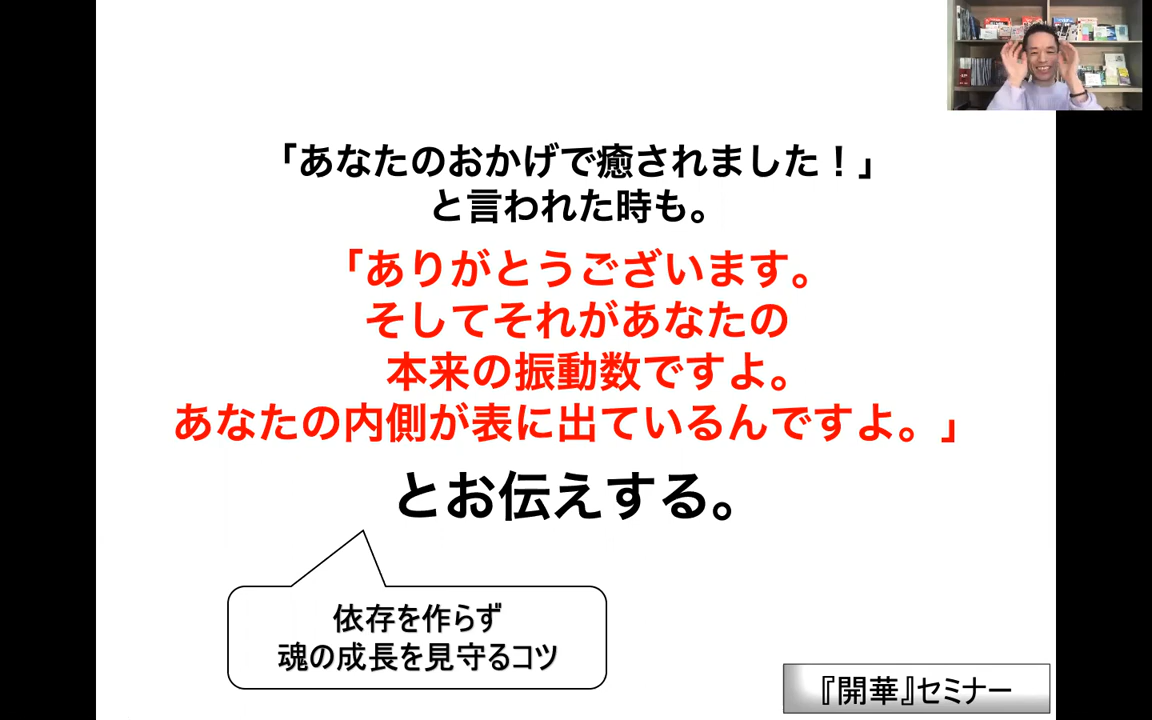 「あなたのおかげで癒されました！」
と言われた時も。
「ありがとうございます。
そしてそれがあなたの
本来の振動数ですよ。
あなたの内側が表に出ているんですよ。」
とお伝えする。
依存を作らず
魂の成長を見守るコツ
『開華』セミナー